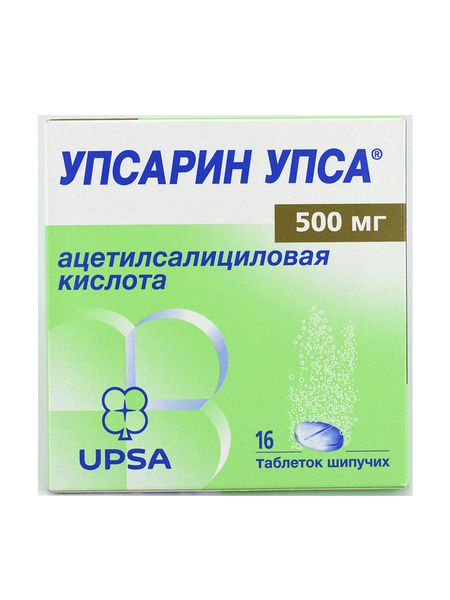 УПСАРИН УПСА®
500 мг
ацетилсалициловая
кислота
16
таблеток шипучих
UPSA